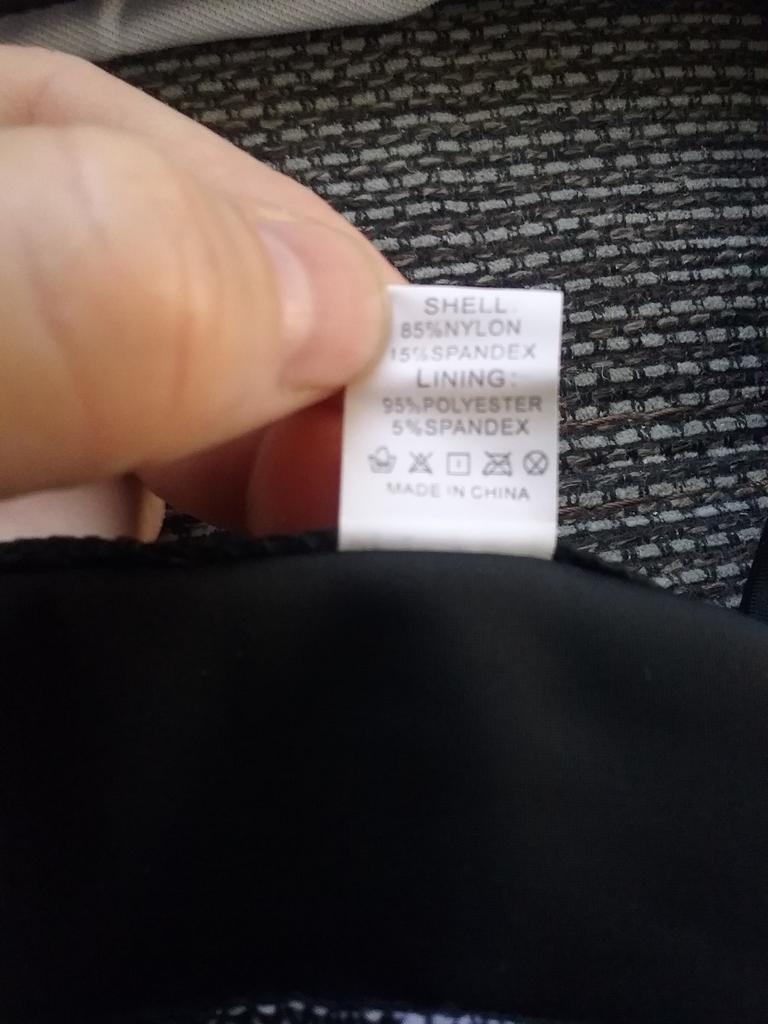 SHELL:
85%NYLON
15%SPANDEX
LINING:
95%POLYESTER
5%SPANDEX
MADE IN CHINA